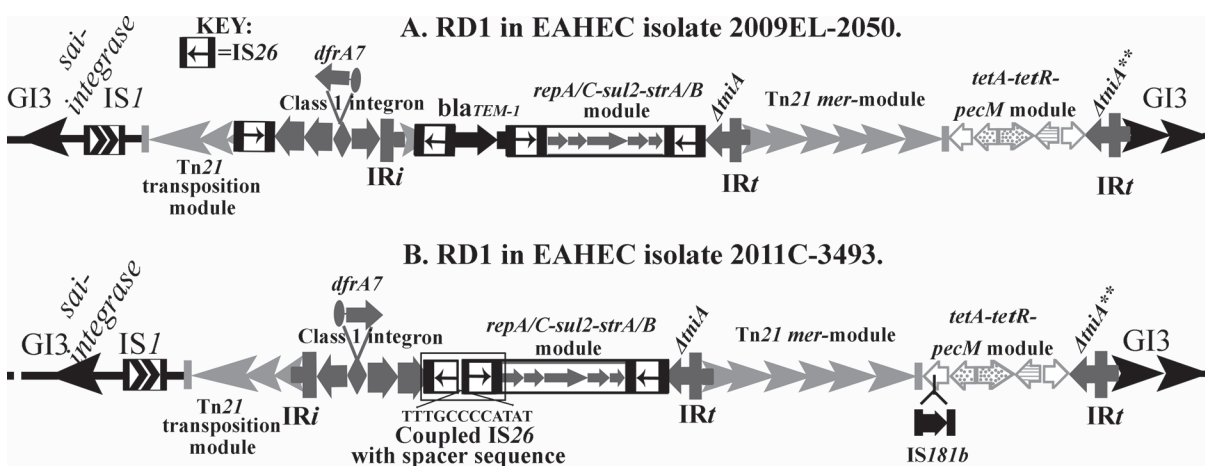 A. RD1 in EAHEC isolate 2009EL-2050.
KEY:
=IS26
GI3
sai-
integrase
IS1
dfrA7
Class 1 integron
blaTEM-1
repA/C-sul2-strA/B
module
ΔtniA
Tn21 mer-module
tetA-tetR-
pecM module
ΔtniA**
GI3
Tn21
transposition
module
IRi
IRt
IRt
B. RD1 in EAHEC isolate 2011C-3493.
GI3
sai-
integrase
IS1
dfrA7
Class 1 integron
repA/C-sul2-strA/B
module
ΔtniA
Tn21 mer-module
tetA-tetR-
pecM module
ΔtniA**
GI3
Tn21
transposition
module
IRi
TTTGCCCCATAT
Coupled IS26
with spacer sequence
IRt
IS181b
IRt